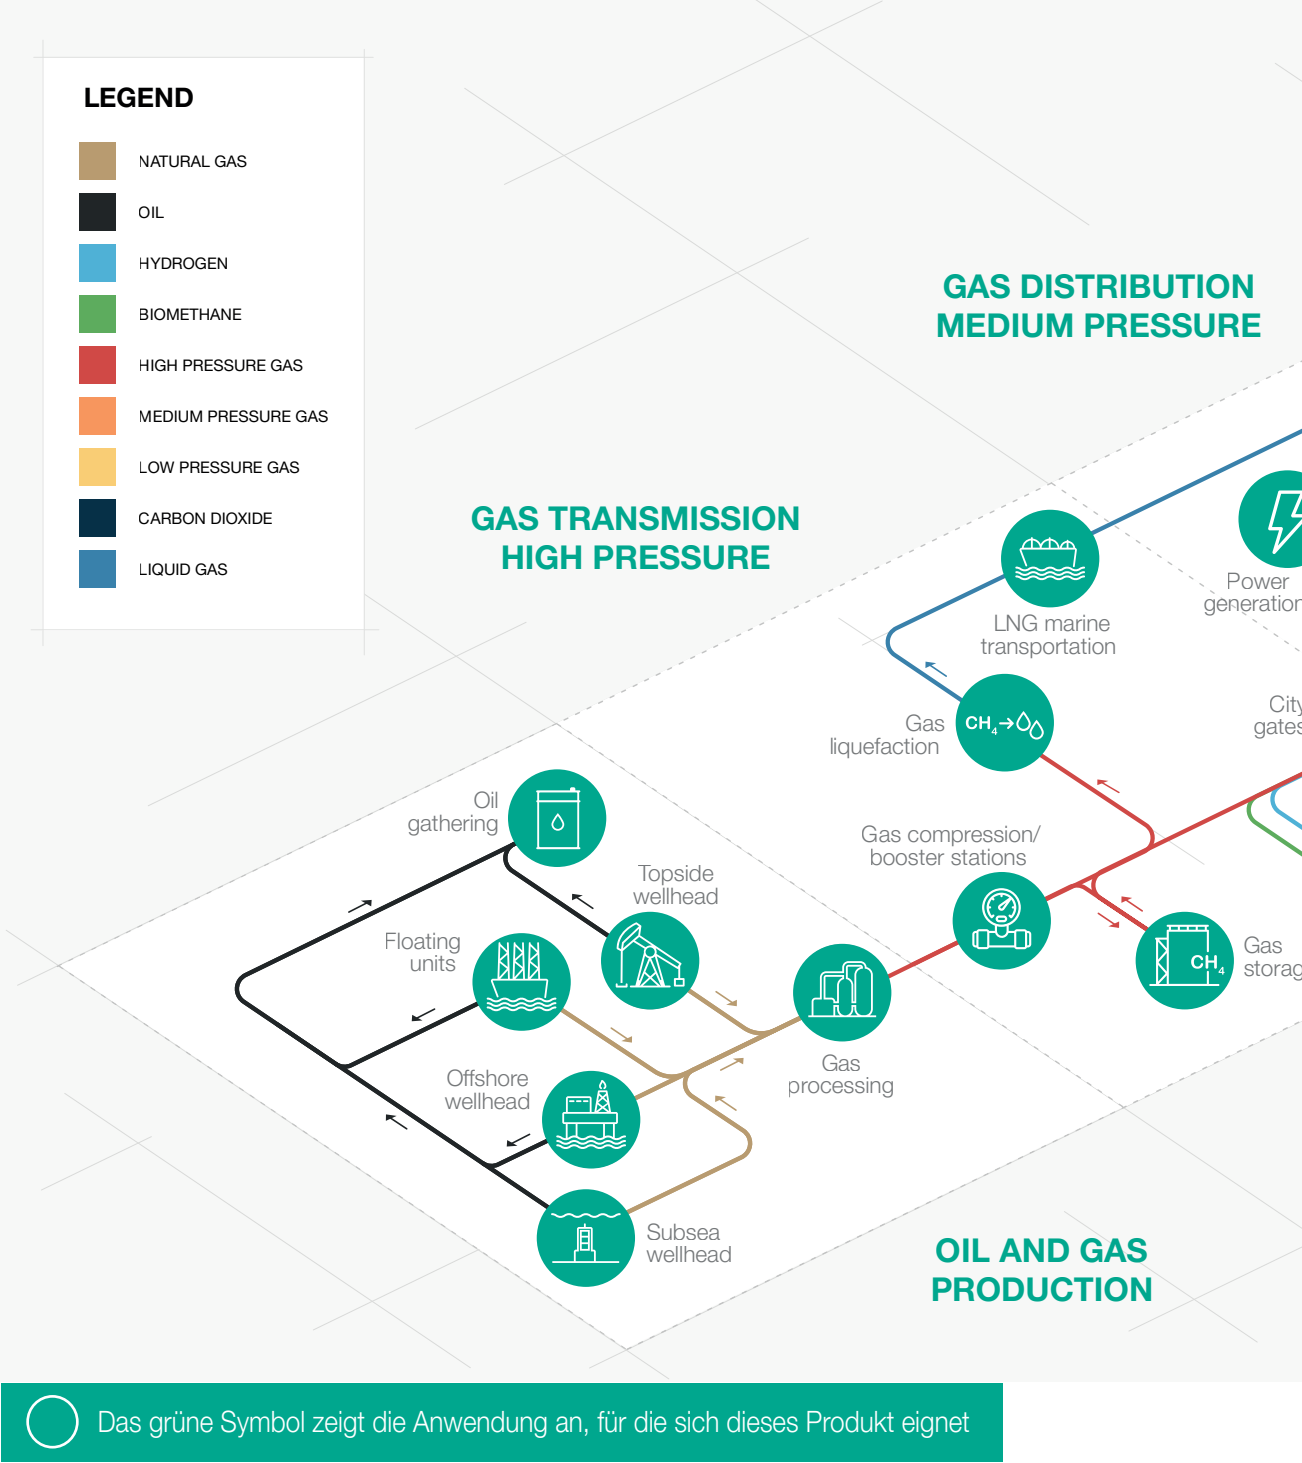 LEGEND
NATURAL GAS
OIL
HYDROGEN
BIOMETHANE
HIGH PRESSURE GAS
MEDIUM PRESSURE GAS
LOW PRESSURE GAS
CARBON DIOXIDE
LIQUID GAS
GAS DISTRIBUTION
MEDIUM PRESSURE
GAS TRANSMISSION
HIGH PRESSURE
Power
generation
LNG marine
transportation
City
gates
Gas
liquefaction
CH4
Oil
gathering
Gas compression/
booster stations
Topside
wellhead
Floating
units
Gas
storag
CH4
Gas
processing
Offshore
wellhead
Subsea
wellhead
OIL AND GAS
PRODUCTION
Das grüne Symbol zeigt die Anwendung an, für die sich dieses Produkt eignet